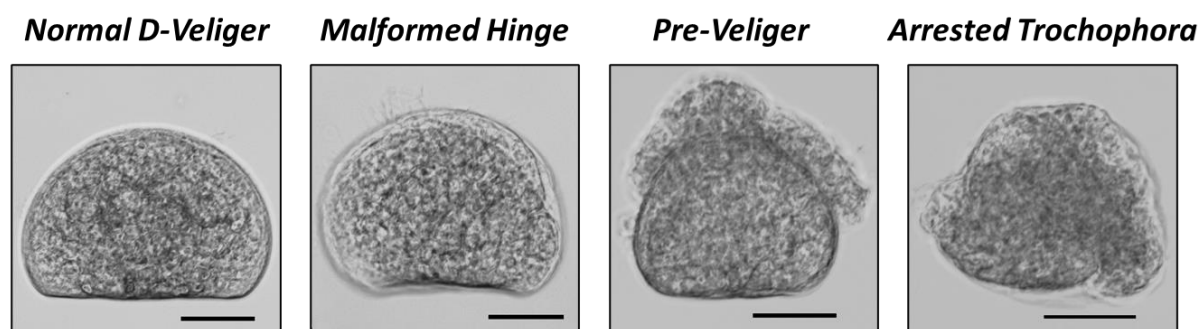 Normal D-Veliger
Malformed Hinge
Pre-Veliger
Arrested Trochophora